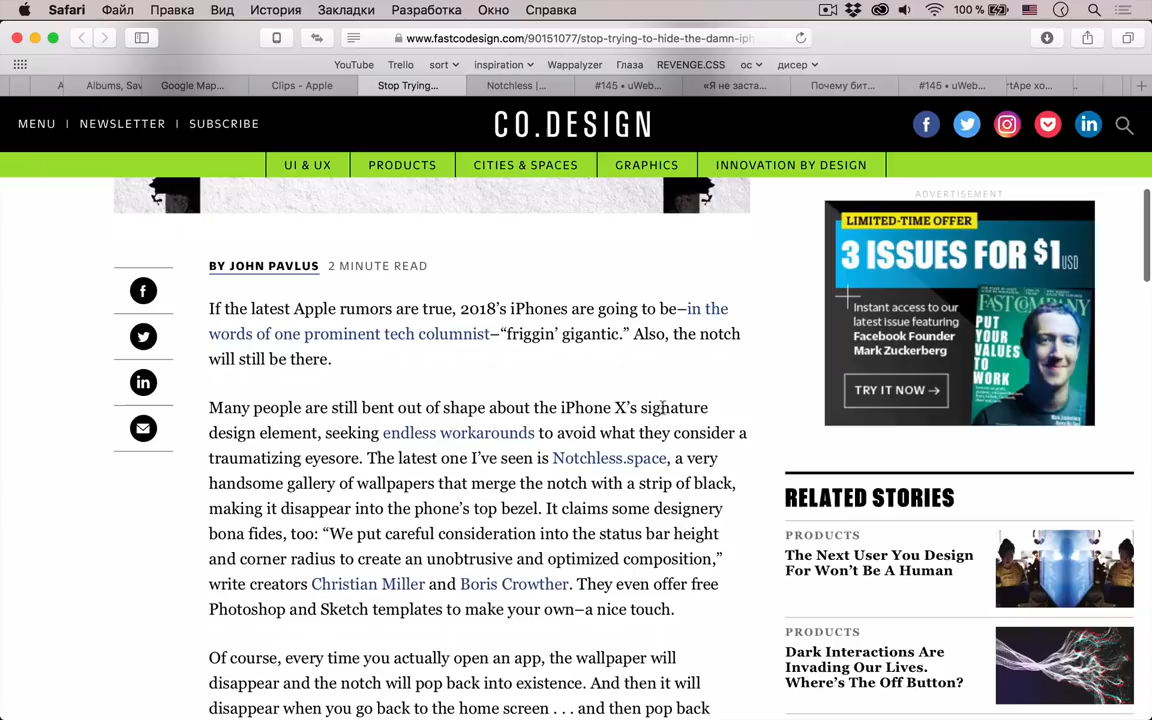 Safari Файл Правка Вид История Закладки Разработка Окно Справка 100 %
www.fastcodesign.com/90151077/stop-trying-to-hide-the-damn-iph
YouTube Trello sort inspiration Wappalyzer Глаза REVENGE.CSS ос дисер
Albums, Sav Google Map... Clips - Apple Stop Trying... Notchless |... #145 • uWeb... «Я не заста... Почему бит... #145 • uWeb...
MENU | NEWSLETTER | SUBSCRIBE
CO.DESIGN
UI & UX PRODUCTS CITIES & SPACES GRAPHICS INNOVATION BY DESIGN
BY JOHN PAVLUS 2 MINUTE READ
If the latest Apple rumors are true, 2018’s iPhones are going to be–in the
words of one prominent tech columnist–“friggin’ gigantic.” Also, the notch
will still be there.
Many people are still bent out of shape about the iPhone X’s signature
design element, seeking endless workarounds to avoid what they consider a
traumatizing eyesore. The latest one I’ve seen is Notchless.space, a very
handsome gallery of wallpapers that merge the notch with a strip of black,
making it disappear into the phone’s top bezel. It claims some designery
bona fides, too: “We put careful consideration into the status bar height
and corner radius to create an unobtrusive and optimized composition,”
write creators Christian Miller and Boris Crowther. They even offer free
Photoshop and Sketch templates to make your own–a nice touch.
Of course, every time you actually open an app, the wallpaper will
disappear and the notch will pop back into existence. And then it will
disappear when you go back to the home screen . . . and then pop back
ADVERTISEMENT
LIMITED-TIME OFFER
3 ISSUES FOR $1USD
Instant access to our
latest issue featuring
Facebook Founder
Mark Zuckerberg
TRY IT NOW →
FAST COMPANY
PUT
YOUR
VALUES
TO
WORK
RELATED STORIES
PRODUCTS
The Next User You Design
For Won’t Be A Human
PRODUCTS
Dark Interactions Are
Invading Our Lives.
Where’s The Off Button?